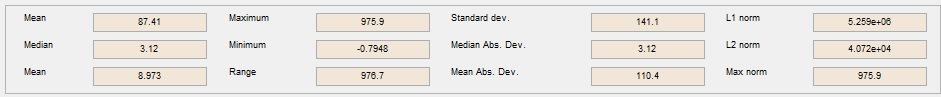 Mean 87.41 Maximum 975.9 Standard dev. 141.1 L1 norm 5.259e+06
Median 3.12 Minimum -0.7948 Median Abs. Dev. 3.12 L2 norm 4.072e+04
Mean 8.973 Range 976.7 Mean Abs. Dev. 110.4 Max norm 975.9